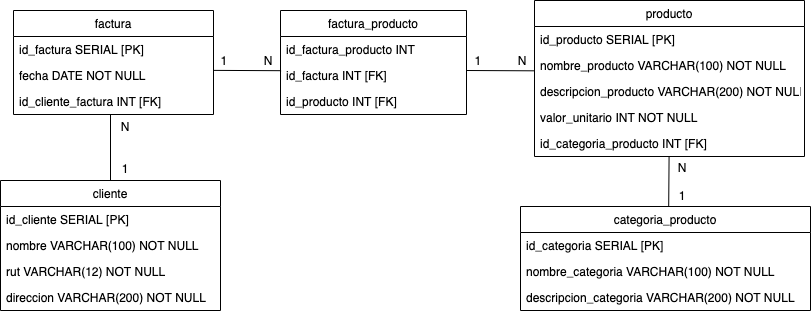 factura
id_factura SERIAL [PK]
fecha DATE NOT NULL
id_cliente_factura INT [FK]
1
N
factura_producto
id_factura_producto INT
id_factura INT [FK]
id_producto INT [FK]
1
N
producto
id_producto SERIAL [PK]
nombre_producto VARCHAR(100) NOT NULL
descripcion_producto VARCHAR(200) NOT NULL
valor_unitario INT NOT NULL
id_categoria_producto INT [FK]
N
1
cliente
id_cliente SERIAL [PK]
nombre VARCHAR(100) NOT NULL
rut VARCHAR(12) NOT NULL
direccion VARCHAR(200) NOT NULL
N
1
categoria_producto
id_categoria SERIAL [PK]
nombre_categoria VARCHAR(100) NOT NULL
descripcion_categoria VARCHAR(200) NOT NULL